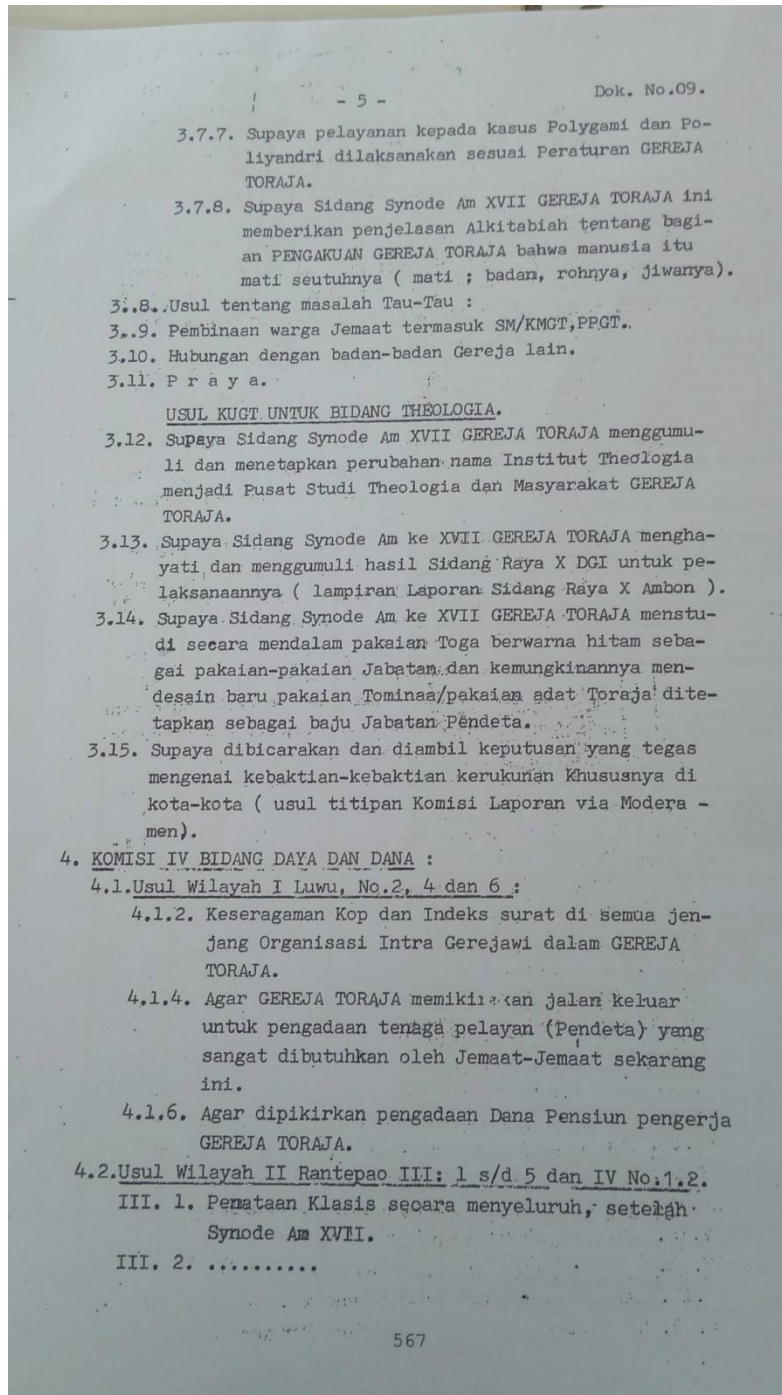 - 5 -
Dok. No.09.
3.7.7. Supaya pelayanan kepada kasus Polygami dan Po-
liyandri dilaksanakan sesuai Peraturan GEREJA
TORAJA.
3.7.8. Supaya Sidang Synode Am XVII GEREJA TORAJA ini
memberikan penjelasan Alkitabiah tentang bagi-
an PENGAKUAN GEREJA TORAJA bahwa manusia itu
mati seutuhnya ( mati ; badan, rohnya, jiwanya).
3..8. Usul tentang masalah Tau-Tau :
3..9. Pembinaan warga Jemaat termasuk SM/KMGT,PPGT.
3.10. Hubungan dengan badan-badan Gereja lain.
3.11. P r a y a.
USUL KUGT UNTUK BIDANG THEOLOGIA.
3.12. Supaya Sidang Synode Am XVII GEREJA TORAJA menggumu-
li dan menetapkan perubahan nama Institut Theologia
menjadi Pusat Studi Theologia dan Masyarakat GEREJA
TORAJA.
3.13. Supaya Sidang Synode Am ke XVII GEREJA TORAJA mengha-
yati dan menggumuli hasil Sidang Raya X DGI untuk pe-
laksanaannya ( lampiran Laporan Sidang Raya X Ambon ).
3.14. Supaya Sidang Synode Am ke XVII GEREJA TORAJA menstu-
di secara mendalam pakaian Toga berwarna hitam seba-
gai pakaian-pakaian Jabatan dan kemungkinannya men-
desain baru pakaian Tominaa/pakaian adat Toraja dite-
tapkan sebagai baju Jabatan Pendeta.
3.15. Supaya dibicarakan dan diambil keputusan yang tegas
mengenai kebaktian-kebaktian kerukunan Khususnya di
kota-kota ( usul titipan Komisi Laporan via Modera -
men).
4. KOMISI IV BIDANG DAYA DAN DANA :
4.1.Usul Wilayah I Luwu, No.2, 4 dan 6 :
4.1.2. Keseragaman Kop dan Indeks surat di semua jen-
jang Organisasi Intra Gerejawi dalam GEREJA
TORAJA.
4.1.4. Agar GEREJA TORAJA jalan keluar
untuk pengadaan tenaga pelayan (Pendeta) yang
sangat dibutuhkan oleh Jemaat-Jemaat sekarang
ini.
4.1.6. Agar dipikirkan pengadaan Dana Pensiun pengerja
GEREJA TORAJA.
4.2.Usul Wilayah II Rantepao III: 1 s/d 5 dan IV No.1.2.
III. 1. Penataan Klasis secara menyeluruh, setelah
Synode Am XVII.
III. 2. ..........
567